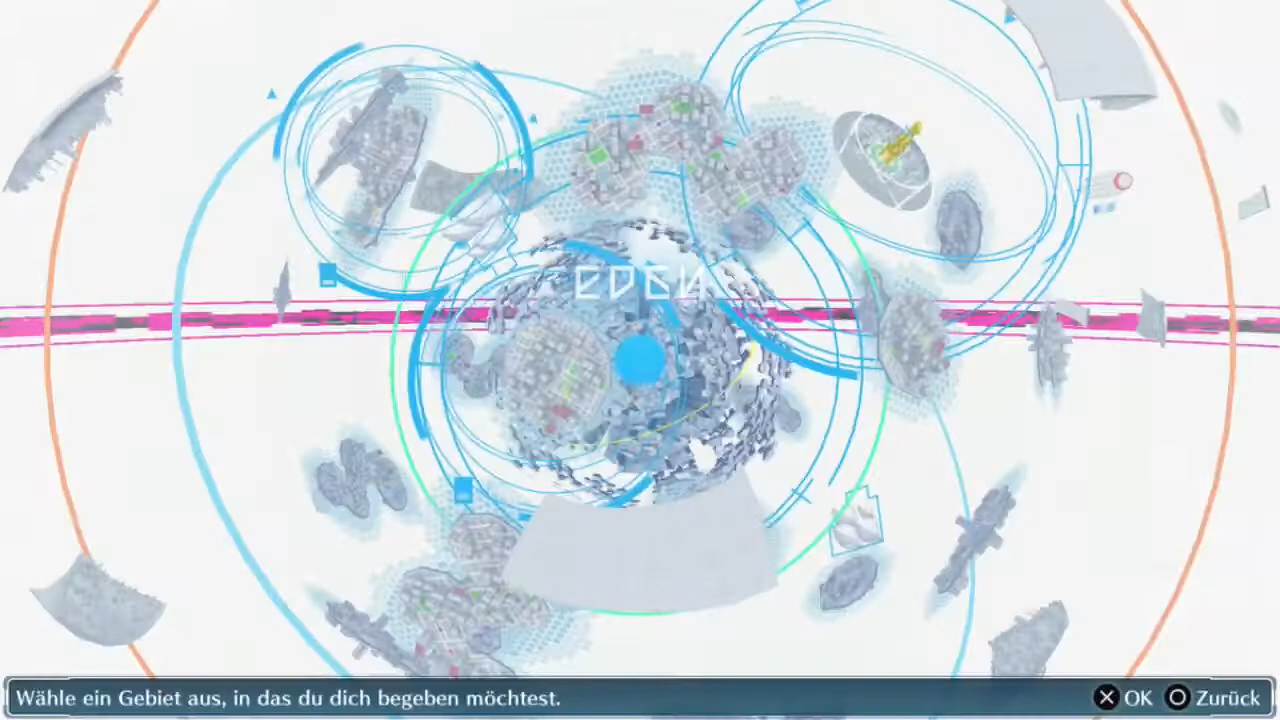 EDEN
Wähle ein Gebiet aus, in das du dich begeben möchtest.
OK Zurück